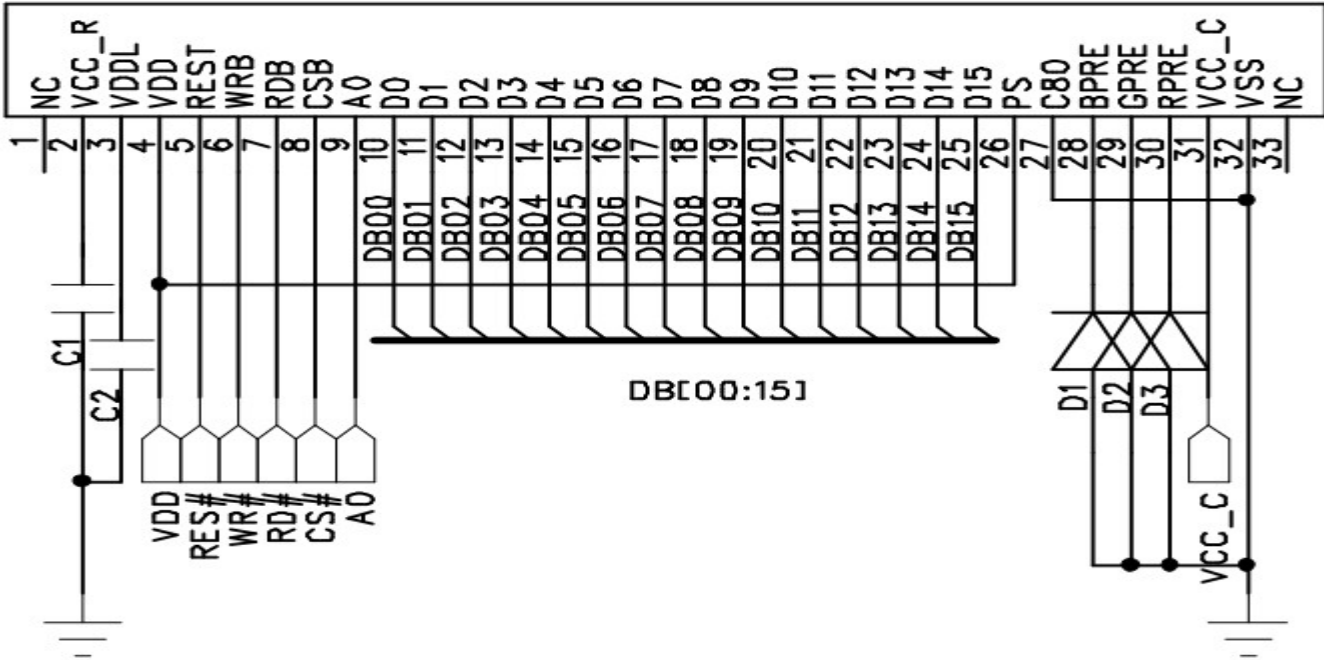 NC
VCC_R
VDDL
VDD
REST
WRB
RDB
CSB
A0
D0
D1
D2
D3
D4
D5
D6
D7
D8
D9
D10
D11
D12
D13
D14
D15
PS
C80
BPRE
GPRE
RPRE
VCC_C
VSS
NC
1
2
3
4
5
6
7
8
9
10
11
12
13
14
15
16
17
18
19
20
21
22
23
24
25
26
27
28
29
30
31
32
33
DB00
DB01
DB02
DB03
DB04
DB05
DB06
DB07
DB08
DB09
DB10
DB11
DB12
DB13
DB14
DB15
C1
C2
DB[00:15]
D1
D2
D3
VDD
RES#
WR#
RD#
CS#
A0
VCC_C